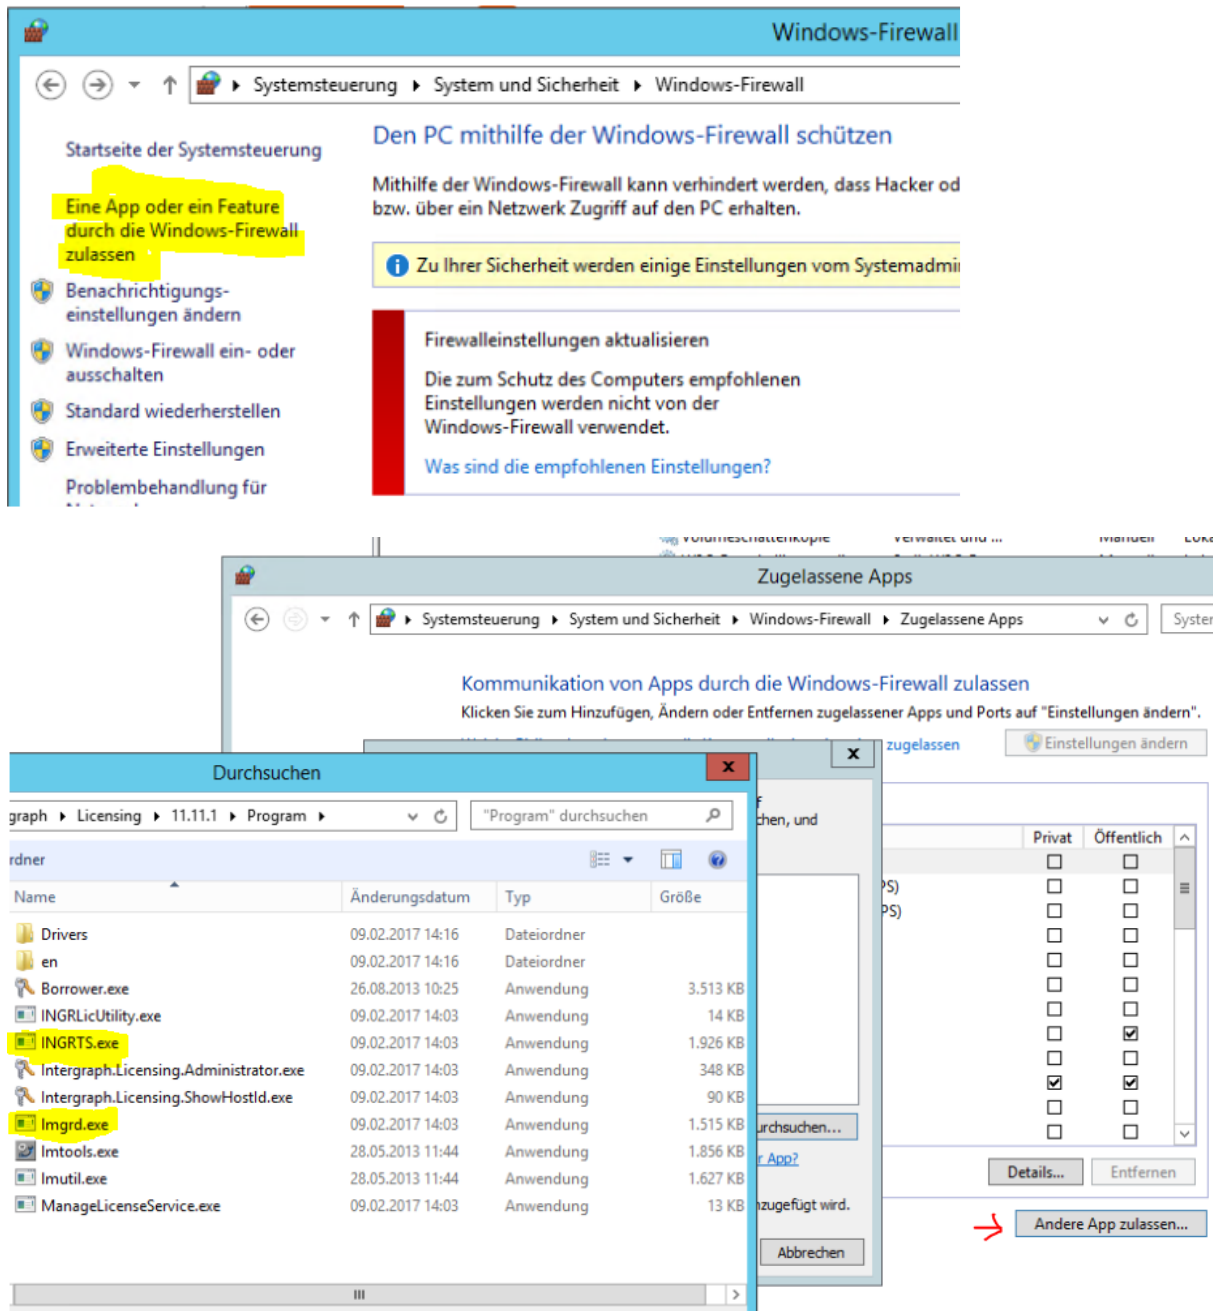 Windows-Firewall
Systemsteuerung
System und Sicherheit
Windows-Firewall
Startseite der Systemsteuerung
Eine App oder ein Feature
durch die Windows-Firewall
zulassen
Benachrichtigungs-
einstellungen ändern
Windows-Firewall ein- oder
ausschalten
Standard wiederherstellen
Erweiterte Einstellungen
Problembehandlung für
Den PC mithilfe der Windows-Firewall schützen
Mithilfe der Windows-Firewall kann verhindert werden, dass Hacker od
bzw. über ein Netzwerk Zugriff auf den PC erhalten.
Zu Ihrer Sicherheit werden einige Einstellungen vom Systemadmi
Firewalleinstellungen aktualisieren
Die zum Schutz des Computers empfohlenen
Einstellungen werden nicht von der
Windows-Firewall verwendet.
Was sind die empfohlenen Einstellungen?
Volumeschattenkopie Verwaltet und ... Manuell Loka
Zugelassene Apps
Systemsteuerung System und Sicherheit Windows-Firewall Zugelassene Apps
Syster
Kommunikation von Apps durch die Windows-Firewall zulassen
Klicken Sie zum Hinzufügen, Ändern oder Entfernen zugelassener Apps und Ports auf "Einstellungen ändern".
zugelassen
Einstellungen ändern
Privat Öffentlich
PS)
PS)
Details...
Entfernen
Andere App zulassen...
x
f
chen, und
urchsuchen...
r App?
nzugefügt wird.
Abbrechen
Durchsuchen
x
graph Licensing 11.11.1 Program
"Program" durchsuchen
rdner
Name Änderungsdatum Typ Größe
Drivers 09.02.2017 14:16 Dateiordner
en 09.02.2017 14:16 Dateiordner
Borrower.exe 26.08.2013 10:25 Anwendung 3.513 KB
INGRLicUtility.exe 09.02.2017 14:03 Anwendung 14 KB
INGRTS.exe 09.02.2017 14:03 Anwendung 1.926 KB
Intergraph.Licensing.Administrator.exe 09.02.2017 14:03 Anwendung 348 KB
Intergraph.Licensing.ShowHostId.exe 09.02.2017 14:03 Anwendung 90 KB
lmgrd.exe 09.02.2017 14:03 Anwendung 1.515 KB
lmtools.exe 28.05.2013 11:44 Anwendung 1.856 KB
lmutil.exe 28.05.2013 11:44 Anwendung 1.627 KB
ManageLicenseService.exe 09.02.2017 14:03 Anwendung 13 KB